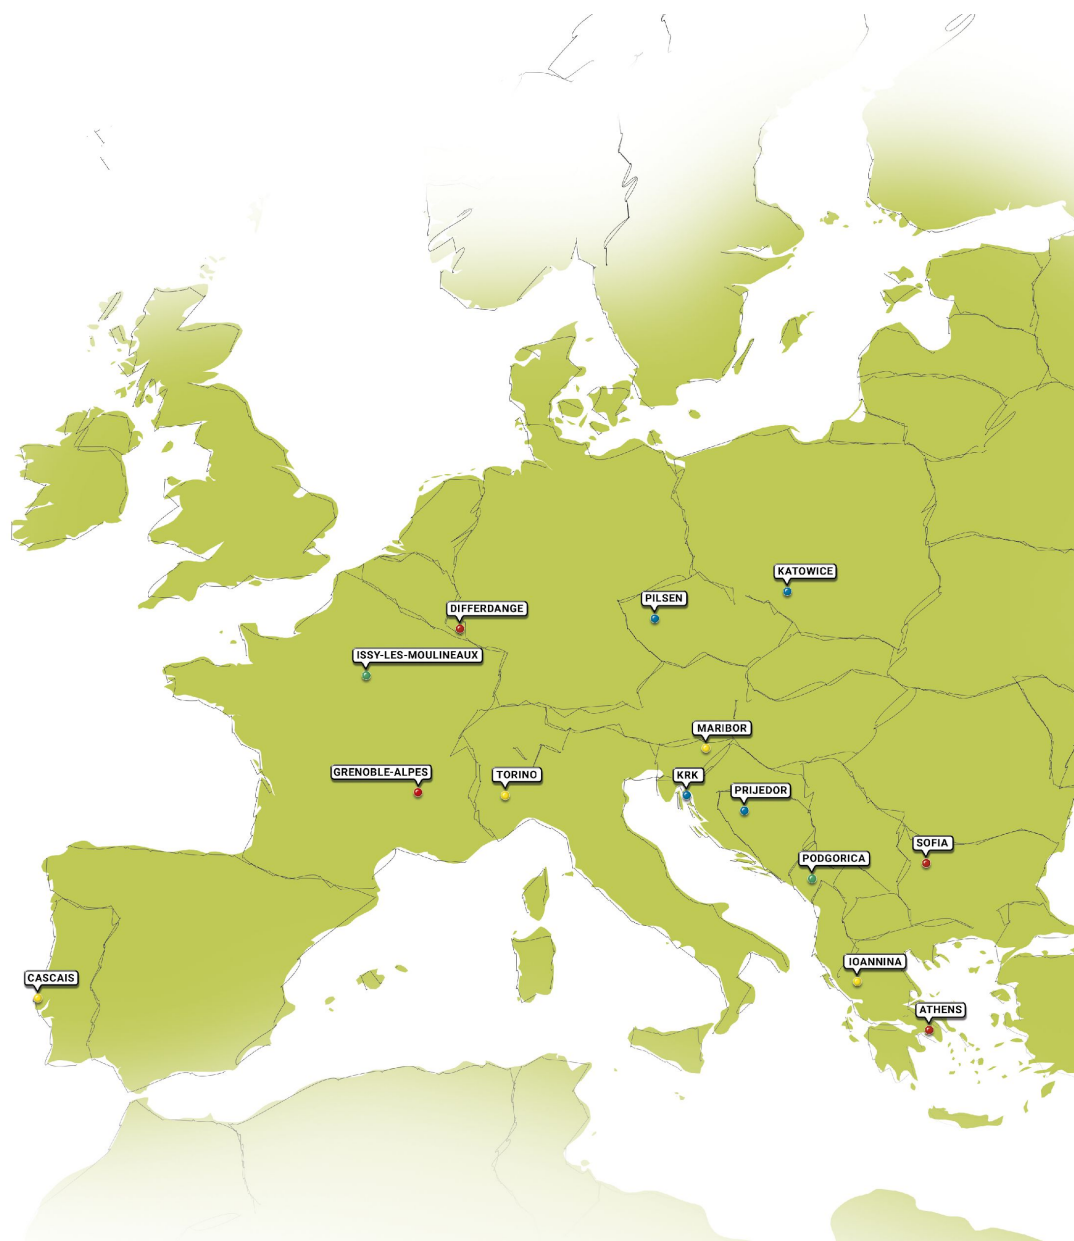 KATOWICE
PILSEN
DIFFERDANGE
ISSY-LES-MOULINEAUX
MARIBOR
GRENOBLE-ALPES
TORINO
KRK
PRIJEDOR
SOFIA
PODGORICA
IOANNINA
CASCAIS
ATHENS